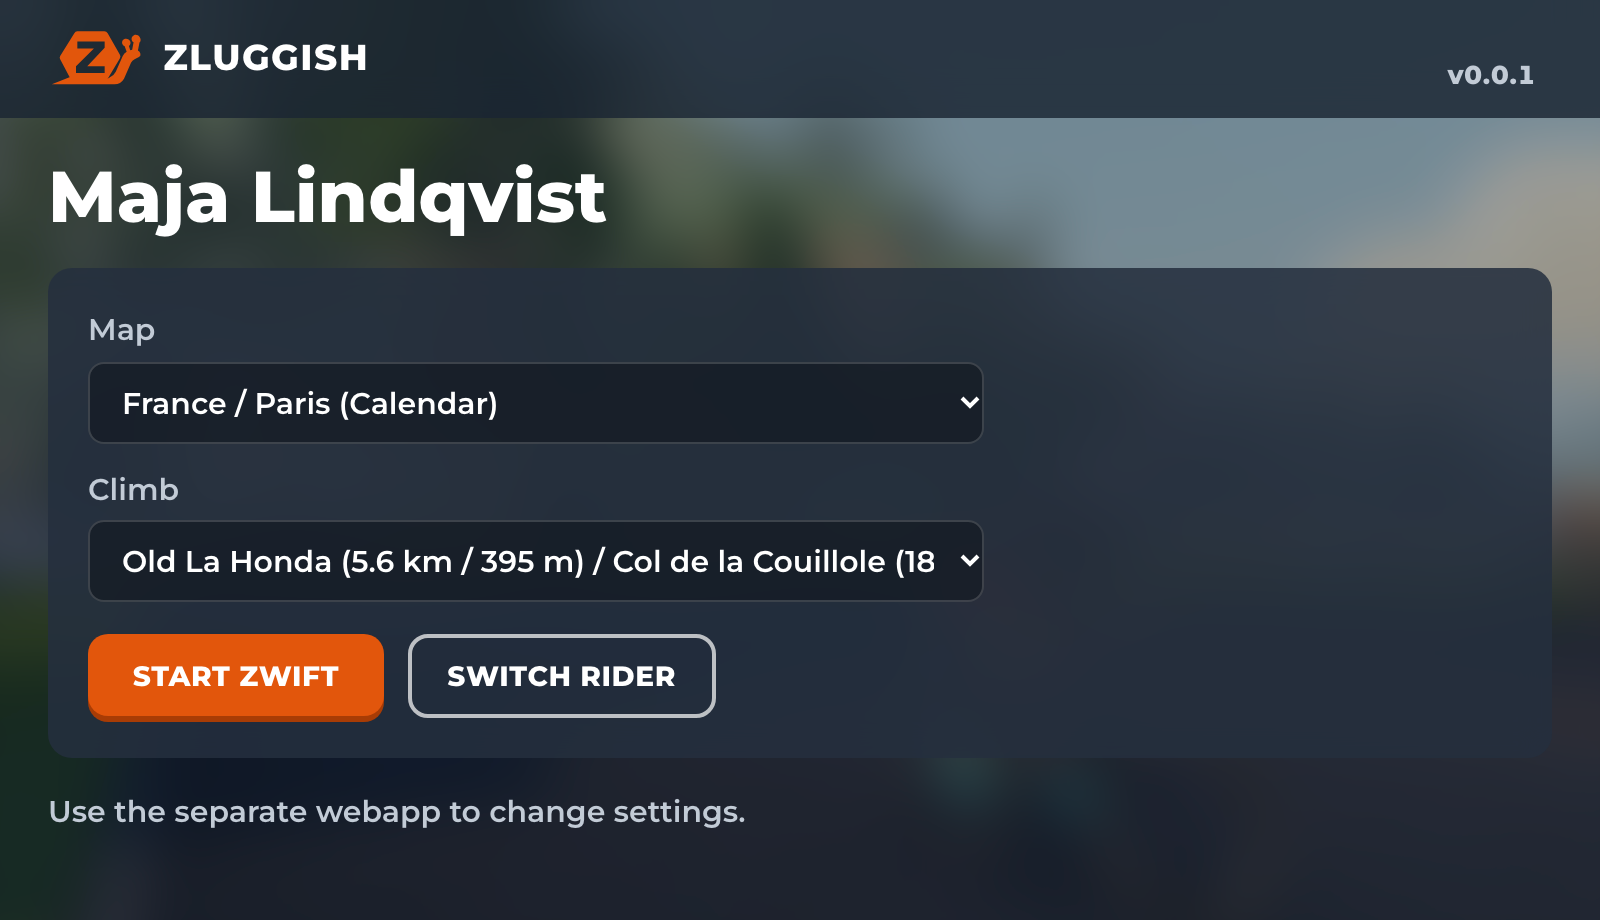 ZLUGGISH
v0.0.1
Maja Lindqvist
Map
France / Paris (Calendar)
Climb
Old La Honda (5.6 km / 395 m) / Col de la Couillole (18
START ZWIFT
SWITCH RIDER
Use the separate webapp to change settings.